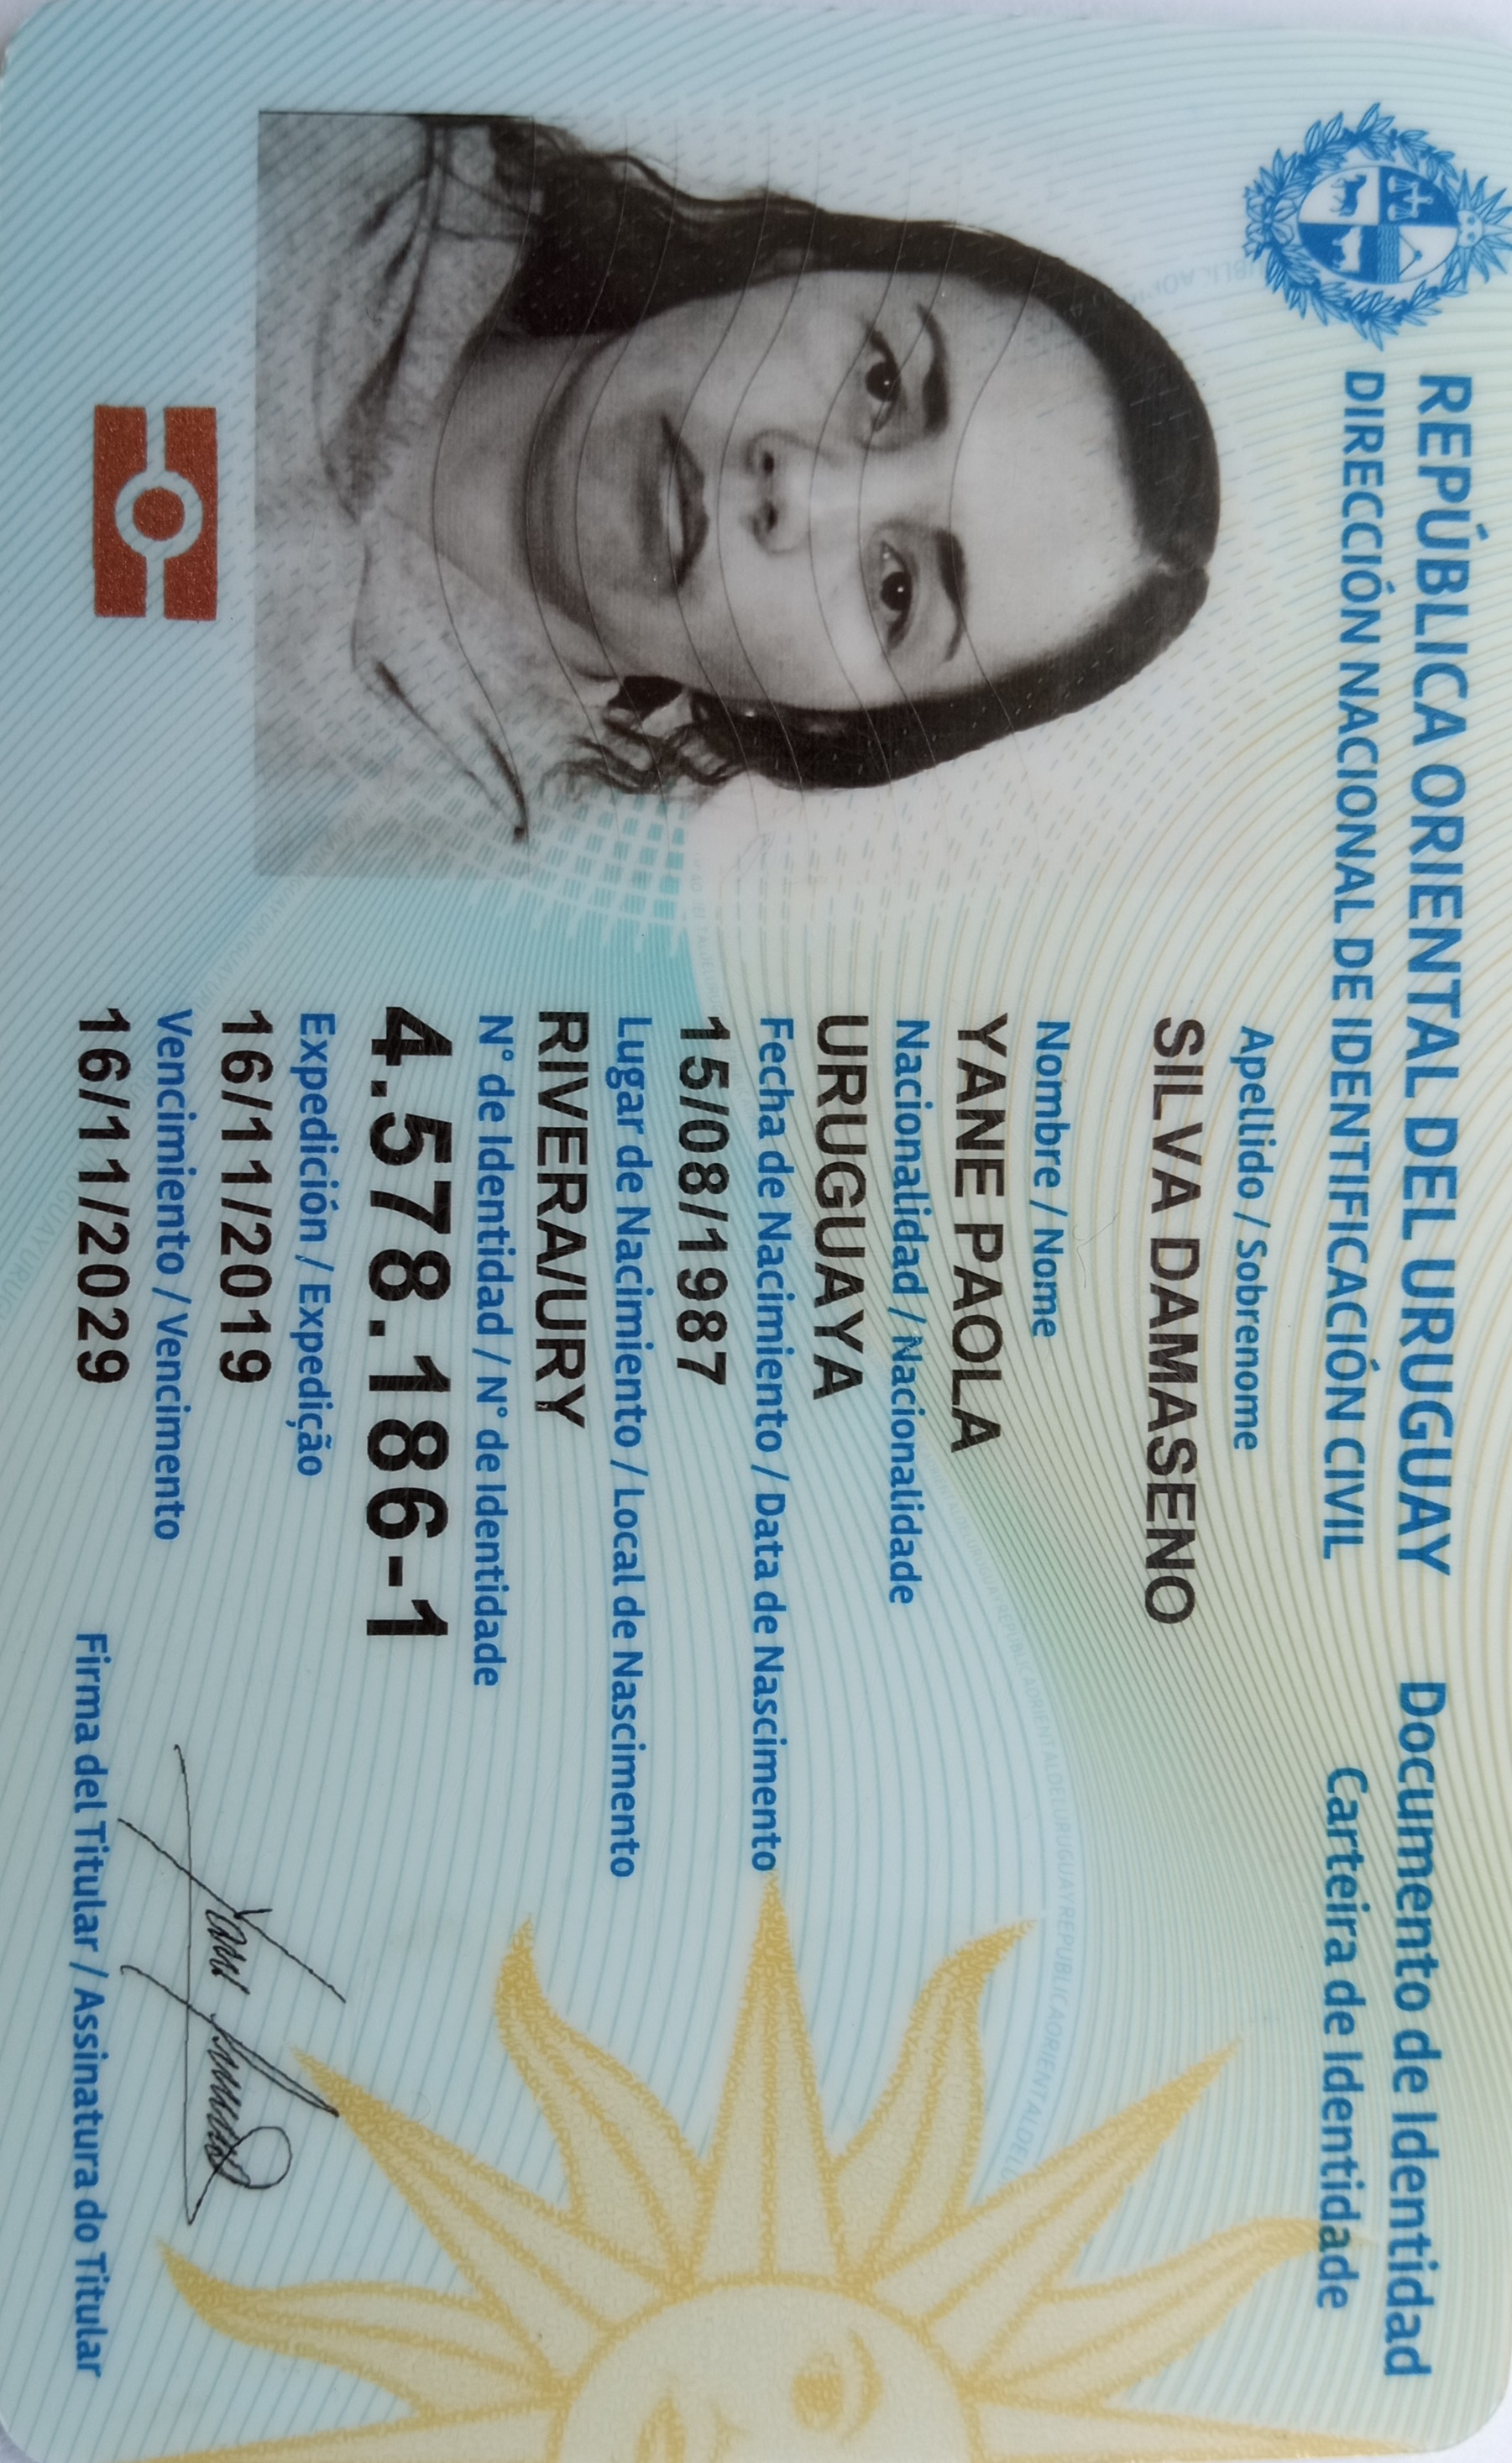 REPÚBLICA ORIENTAL DEL URUGUAY
DIRECCIÓN NACIONAL DE IDENTIFICACIÓN CIVIL
Documento de Identidad
Carteira de Identidade
Apellido / Sobrenome
SILVA DAMASENO
Nombre / Nome
YANE PAOLA
Nacionalidad / Nacionalidade
URUGUAYA
Fecha de Nacimiento / Data de Nascimento
15/08/1987
Lugar de Nacimiento / Local de Nascimento
RIVERA/URY
N° de Identidad / N° de Identidade
4.578.186-1
Expedición / Expedição
16/11/2019
Vencimiento / Vencimento
16/11/2029
Firma del Titular / Assinatura do Titular